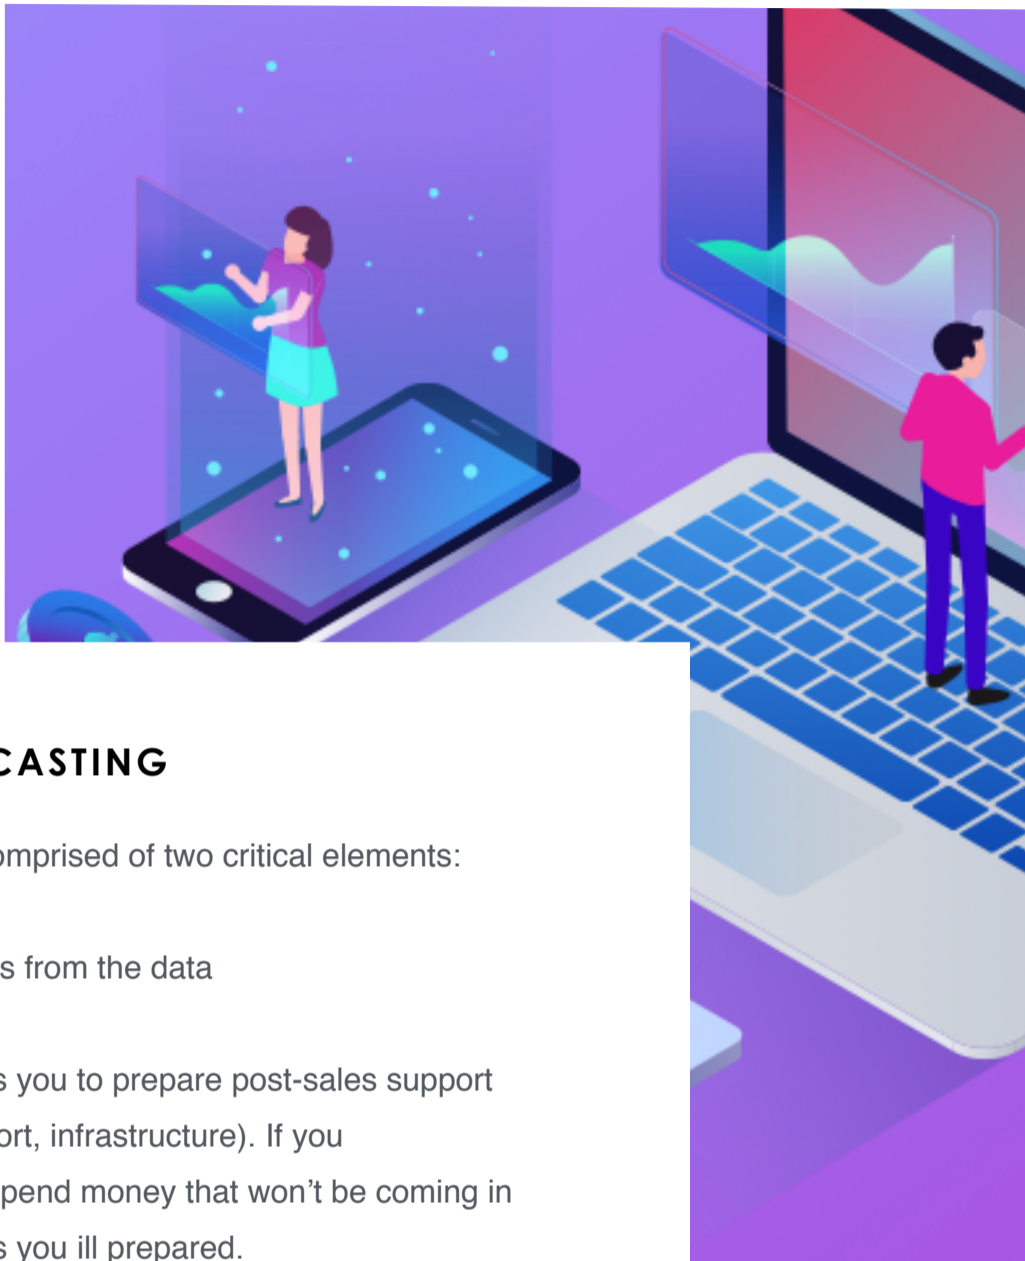 CASTING
omprised of two critical elements:
s from the data
s you to prepare post-sales support
ort, infrastructure). If you
pend money that won’t be coming in
s you ill prepared.